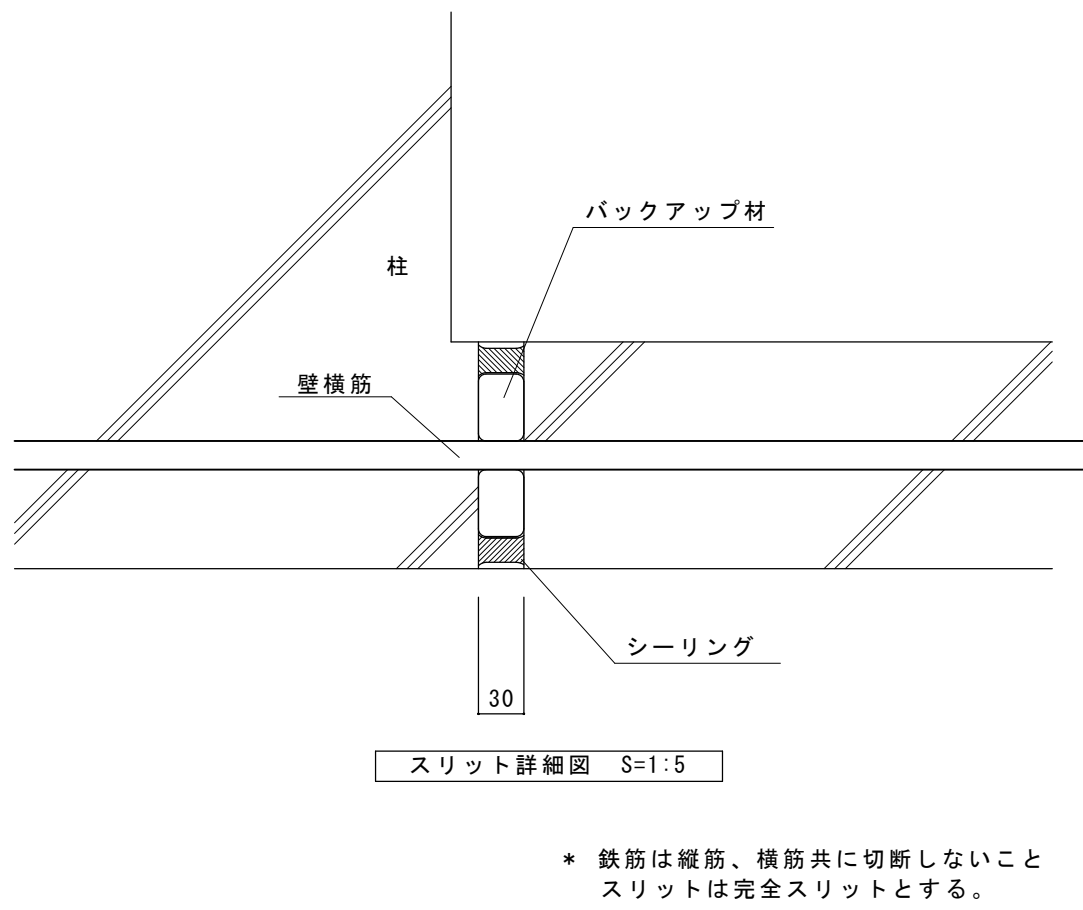 バックアップ材
柱
壁横筋
シーリング
30
スリット詳細図 S=1:5
* 鉄筋は縦筋、横筋共に切断しないこと
スリットは完全スリットとする。